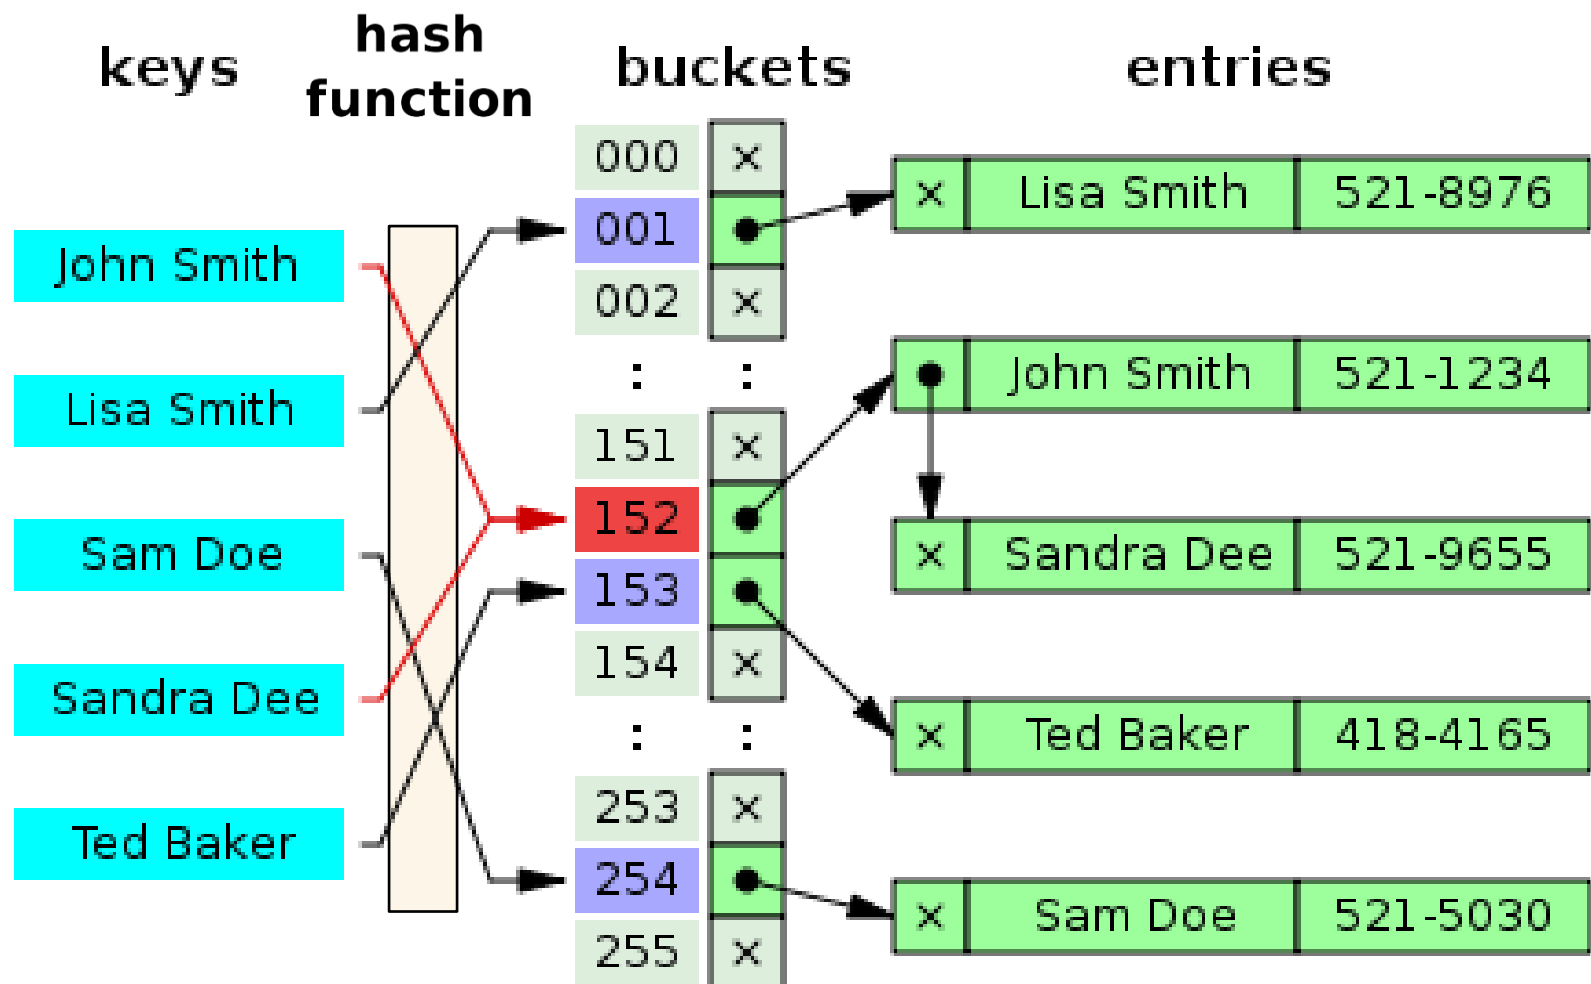 keys
hash
function
buckets
entries
John Smith
Lisa Smith
Sam Doe
Sandra Dee
Ted Baker
000 ×
001
002 ×
: :
151 ×
152
153
154 ×
: :
253 ×
254
255 ×
× Lisa Smith 521-8976
John Smith 521-1234
× Sandra Dee 521-9655
× Ted Baker 418-4165
× Sam Doe 521-5030